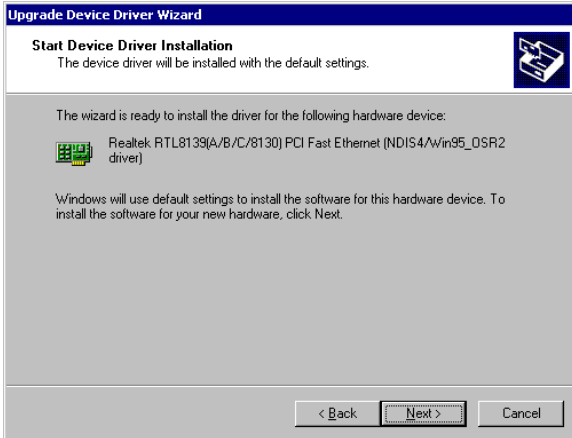 Upgrade Device Driver Wizard
Start Device Driver Installation
The device driver will be installed with the default settings.
The wizard is ready to install the driver for the following hardware device:
Realtek RTL8139(A/B/C/8130) PCI Fast Ethernet (NDIS4/Win95_OSR2
driver)
Windows will use default settings to install the software for this hardware device. To
install the software for your new hardware, click Next.
< Back Next > Cancel